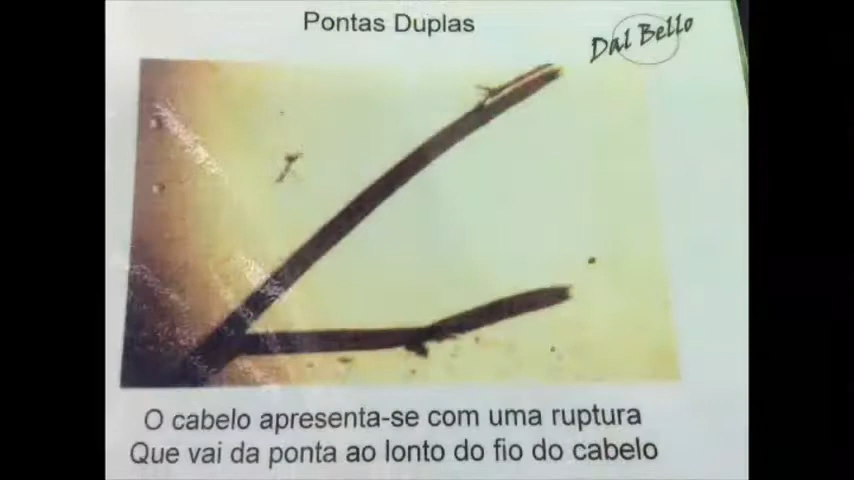 Pontas Duplas
Dal Bello
O cabelo apresenta-se com uma ruptura
Que vai da ponta ao lonto do fio do cabelo